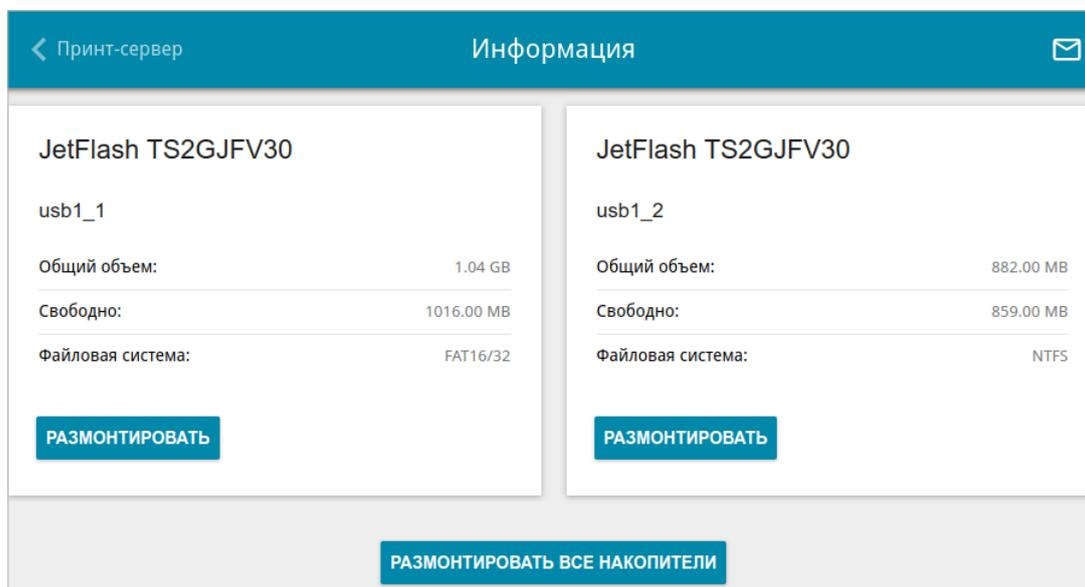 Принт-сервер
Информация
JetFlash TS2GJFV30
usb1_1
Общий объем: 1.04 GB
Свободно: 1016.00 MB
Файловая система: FAT16/32
РАЗМОНТИРОВАТЬ
JetFlash TS2GJFV30
usb1_2
Общий объем: 882.00 MB
Свободно: 859.00 MB
Файловая система: NTFS
РАЗМОНТИРОВАТЬ
РАЗМОНТИРОВАТЬ ВСЕ НАКОПИТЕЛИ